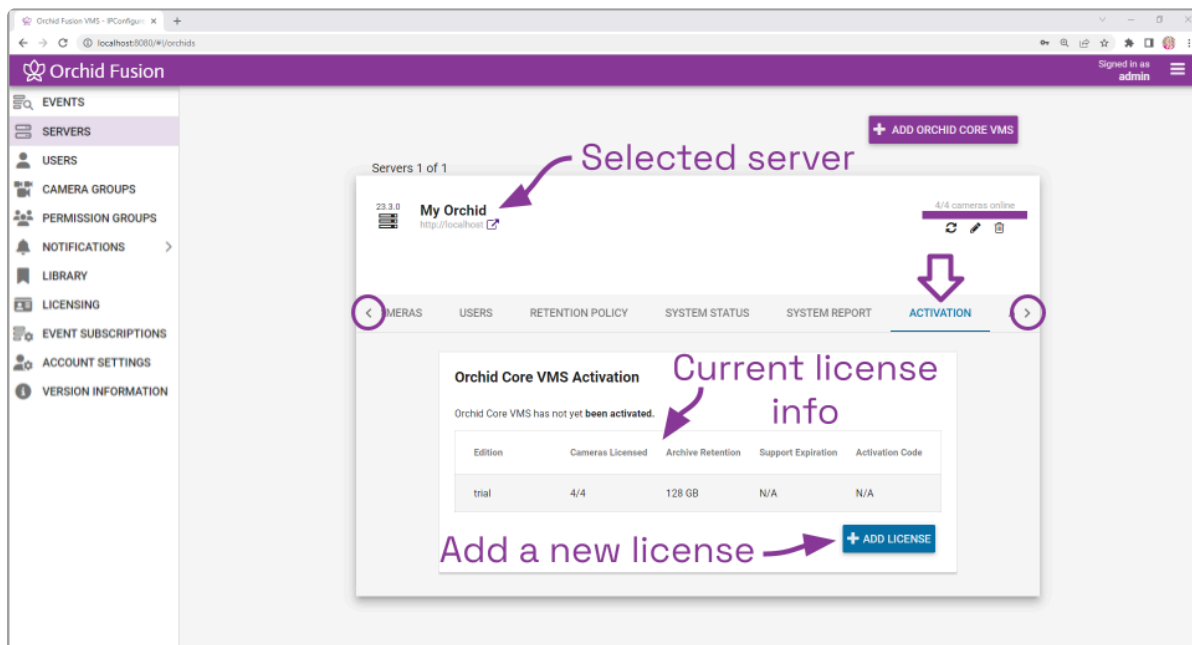 Orchid Fusion VMS - IPConfigure
localhost:8080/#!/orchids
Orchid Fusion
Signed in as
admin
EVENTS
SERVERS
USERS
CAMERA GROUPS
PERMISSION GROUPS
NOTIFICATIONS
LIBRARY
LICENSING
EVENT SUBSCRIPTIONS
ACCOUNT SETTINGS
VERSION INFORMATION
+ ADD ORCHID CORE VMS
Selected server
Servers 1 of 1
23.3.0
My Orchid
http://localhost
4/4 cameras online
MERAS USERS RETENTION POLICY SYSTEM STATUS SYSTEM REPORT ACTIVATION
Orchid Core VMS Activation
Current license
info
Orchid Core VMS has not yet been activated.
Edition Cameras Licensed Archive Retention Support Expiration Activation Code
trial 4/4 128 GB N/A N/A
Add a new license
+ ADD LICENSE